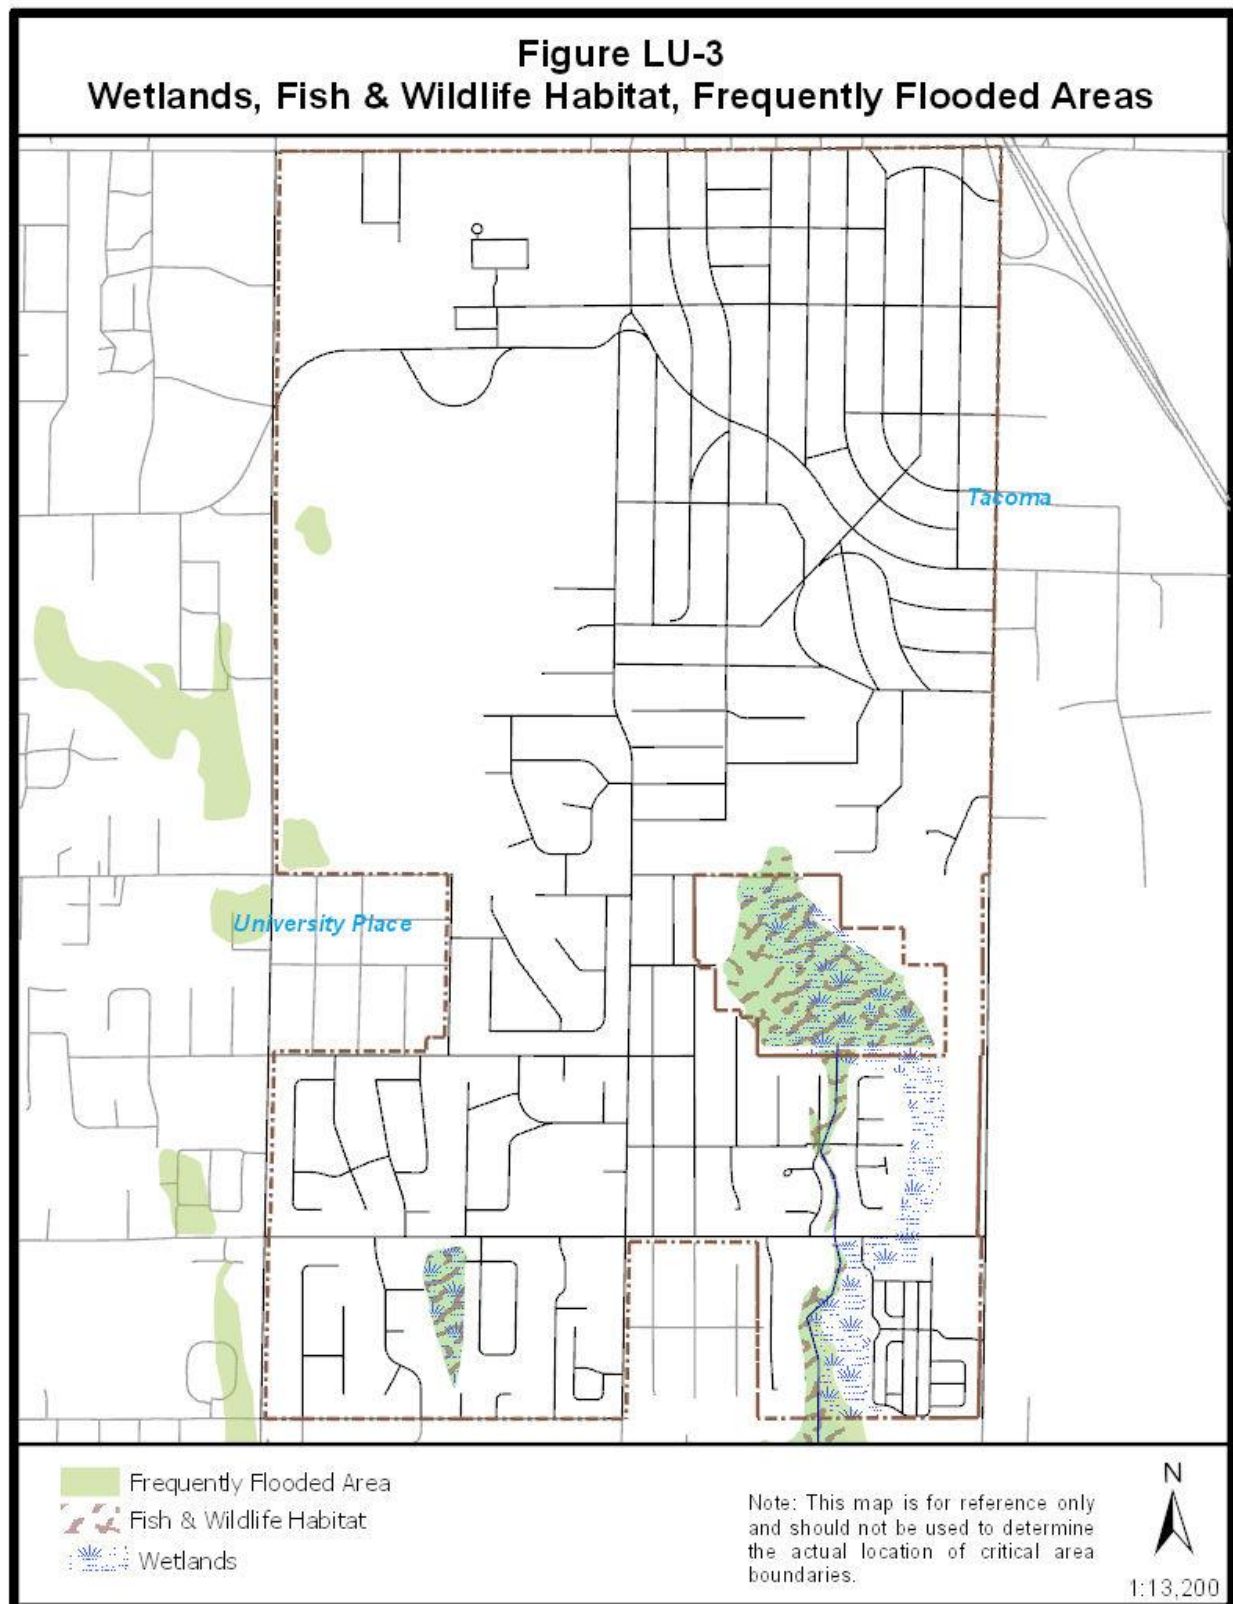 Figure LU-3
Wetlands, Fish & Wildlife Habitat, Frequently Flooded Areas
Tacoma
University Place
Frequently Flooded Area
Fish & Wildlife Habitat
Wetlands
Note: This map is for reference only
and should not be used to determine
the actual location of critical area
boundaries.
N
1:13,200